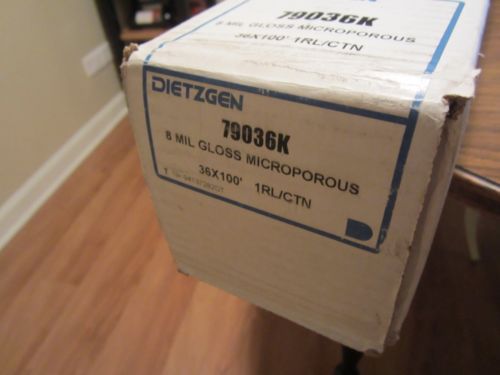 79036K
8 MIL GLOSS MICROPOROUS
36X100' 1RL/CTN
DIETZGEN
79036K
8 MIL GLOSS MICROPOROUS
36X100' 1RL/CTN